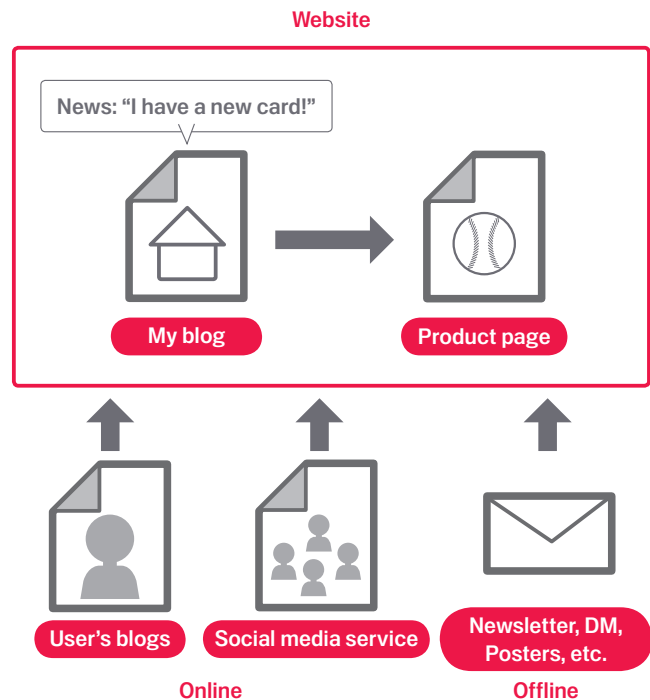 Website
News: “I have a new card!”
My blog
Product page
User’s blogs
Social media service
Newsletter, DM,
Posters, etc.
Online
Offline